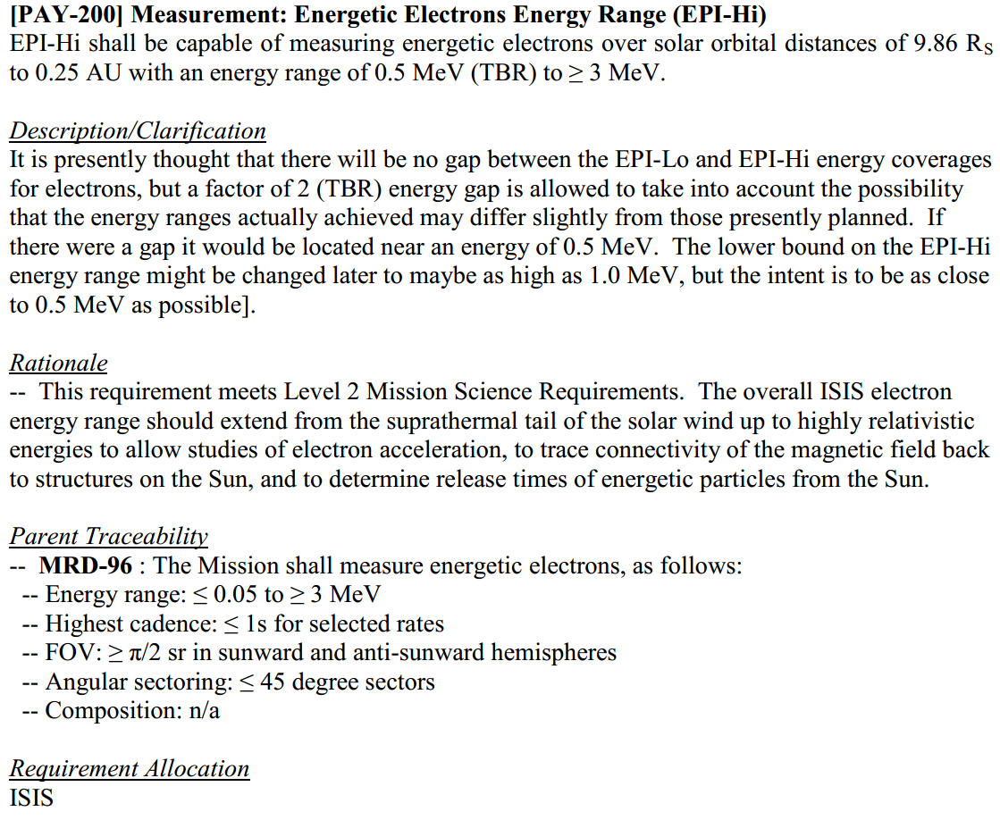 [PAY-200] Measurement: Energetic Electrons Energy Range (EPI-Hi)
EPI-Hi shall be capable of measuring energetic electrons over solar orbital distances of 9.86 RS
to 0.25 AU with an energy range of 0.5 MeV (TBR) to ≥ 3 MeV.
Description/Clarification
It is presently thought that there will be no gap between the EPI-Lo and EPI-Hi energy coverages
for electrons, but a factor of 2 (TBR) energy gap is allowed to take into account the possibility
that the energy ranges actually achieved may differ slightly from those presently planned.  If
there were a gap it would be located near an energy of 0.5 MeV.  The lower bound on the EPI-Hi
energy range might be changed later to maybe as high as 1.0 MeV, but the intent is to be as close
to 0.5 MeV as possible].
Rationale
--  This requirement meets Level 2 Mission Science Requirements.  The overall ISIS electron
energy range should extend from the suprathermal tail of the solar wind up to highly relativistic
energies to allow studies of electron acceleration, to trace connectivity of the magnetic field back
to structures on the Sun, and to determine release times of energetic particles from the Sun.
Parent Traceability
--  MRD-96 : The Mission shall measure energetic electrons, as follows:
-- Energy range: ≤ 0.05 to ≥ 3 MeV
-- Highest cadence: ≤ 1s for selected rates
-- FOV: ≥ π/2 sr in sunward and anti-sunward hemispheres
-- Angular sectoring: ≤ 45 degree sectors
-- Composition: n/a
Requirement Allocation
ISIS